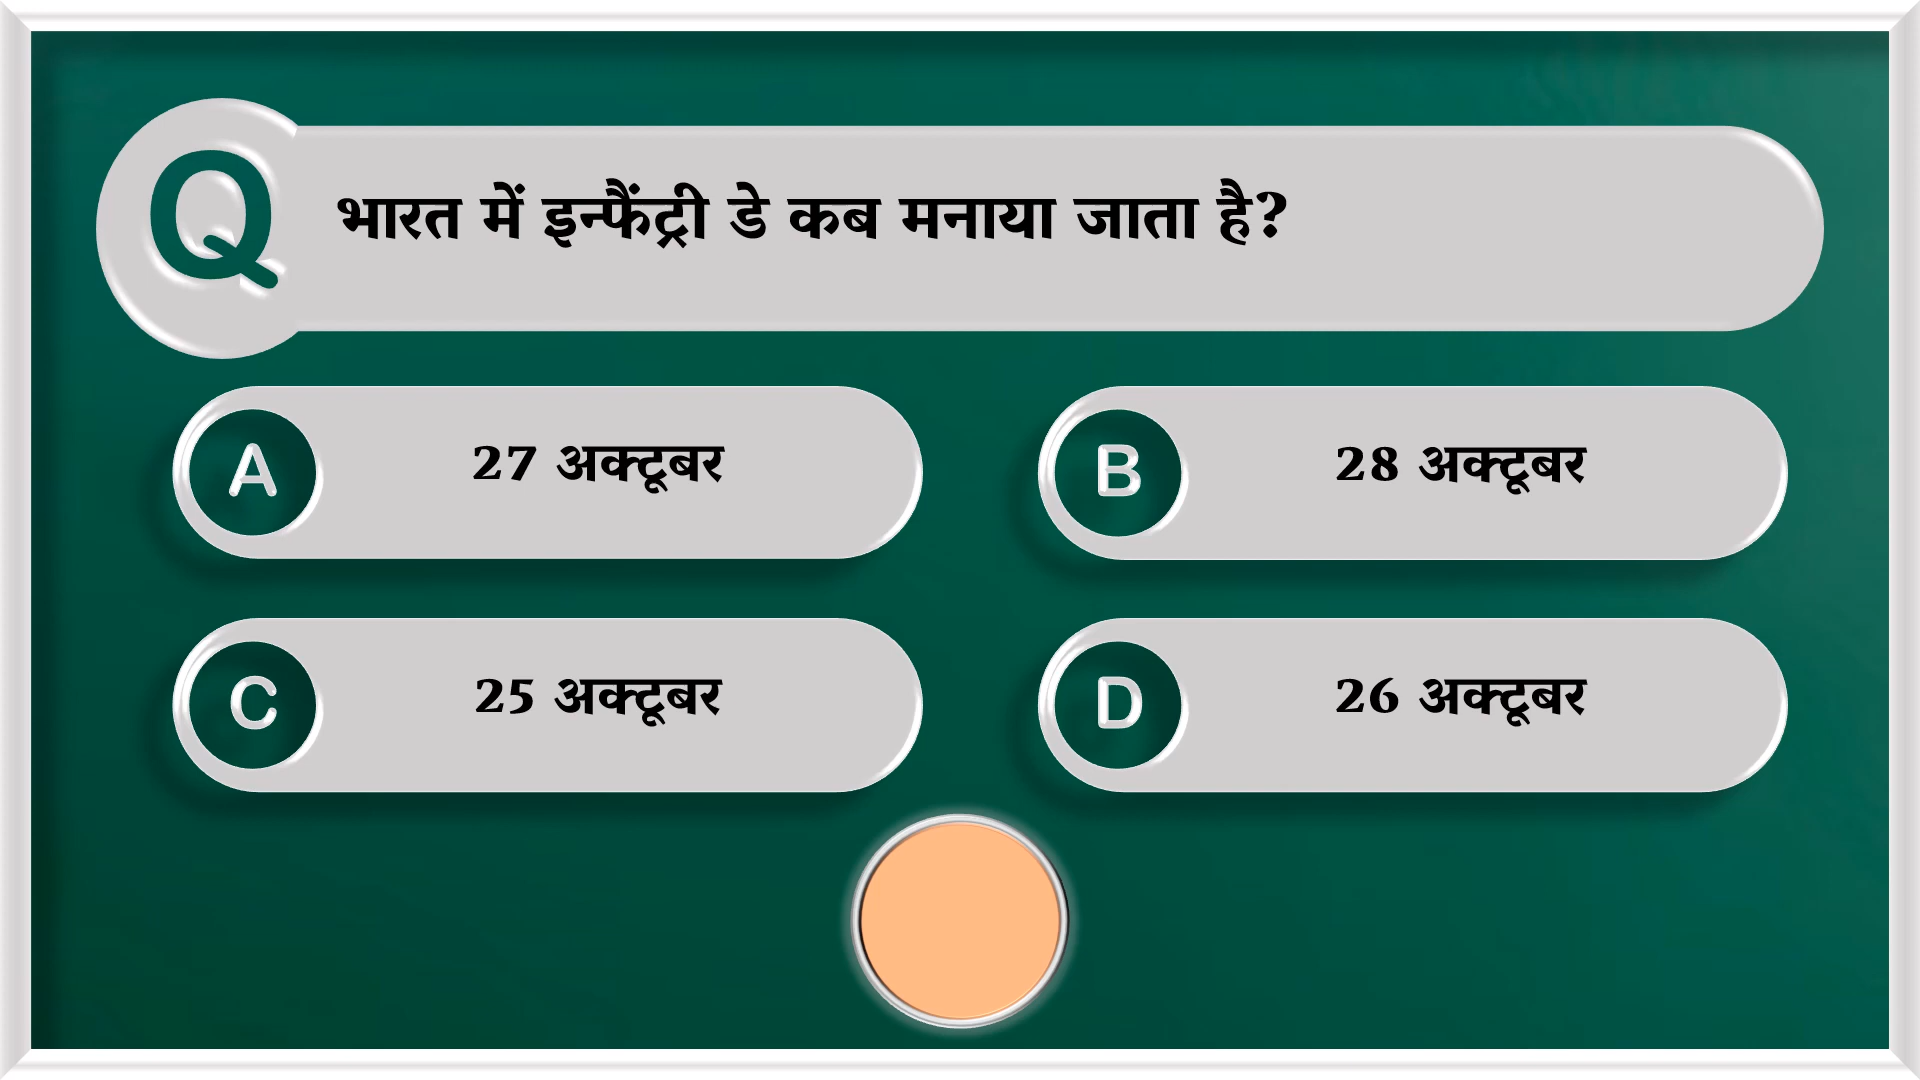 Q भारत में इन्फैंट्री डे कब मनाया जाता है?
A 27 अक्टूबर
B 28 अक्टूबर
C 25 अक्टूबर
D 26 अक्टूबर